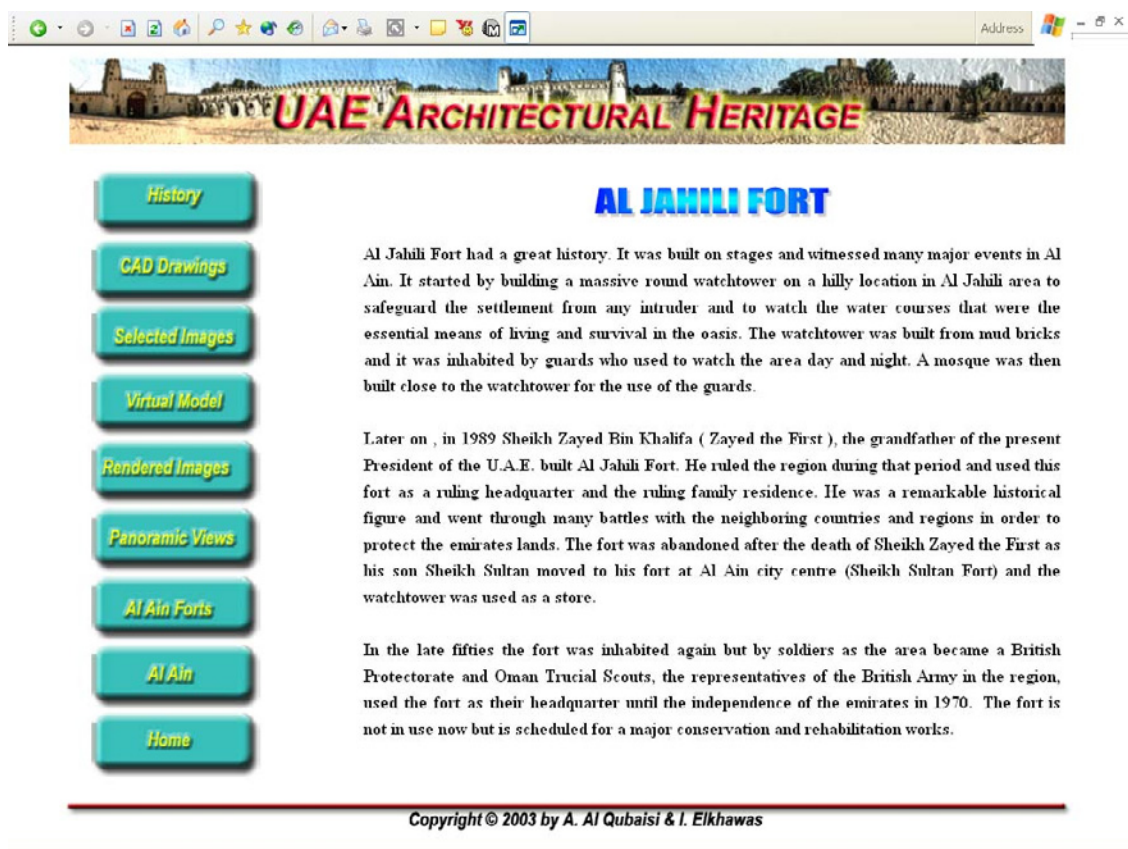 Address
UAE ARCHITECTURAL HERITAGE
History
CAD Drawings
Selected Images
Virtual Model
Rendered Images
Panoramic Views
Al Ain Forts
Al Ain
Home
AL JAHILI FORT
Al Jahili Fort had a great history. It was built on stages and witnessed many major events in Al
Ain. It started by building a massive round watchtower on a hilly location in Al Jahili area to
safeguard the settlement from any intruder and to watch the water courses that were the
essential means of living and survival in the oasis. The watchtower was built from mud bricks
and it was inhabited by guards who used to watch the area day and night. A mosque was then
built close to the watchtower for the use of the guards.
Later on , in 1989 Sheikh Zayed Bin Khalifa ( Zayed the First ), the grandfather of the present
President of the U.A.E. built Al Jahili Fort. He ruled the region during that period and used this
fort as a ruling headquarter and the ruling family residence. He was a remarkable historical
figure and went through many battles with the neighboring countries and regions in order to
protect the emirates lands. The fort was abandoned after the death of Sheikh Zayed the First as
his son Sheikh Sultan moved to his fort at Al Ain city centre (Sheikh Sultan Fort) and the
watchtower was used as a store.
In the late fifties the fort was inhabited again but by soldiers as the area became a British
Protectorate and Oman Trucial Scouts, the representatives of the British Army in the region,
used the fort as their headquarter until the independence of the emirates in 1970. The fort is
not in use now but is scheduled for a major conservation and rehabilitation works.
Copyright © 2003 by A. Al Qubaisi & I. Elkhawas